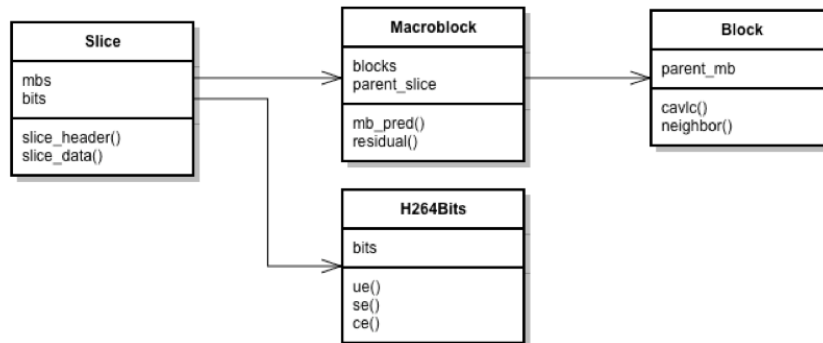 Slice
mbs
bits
slice_header()
slice_data()
Macroblock
blocks
parent_slice
mb_pred()
residual()
Block
parent_mb
cavlc()
neighbor()
H264Bits
bits
ue()
se()
ce()